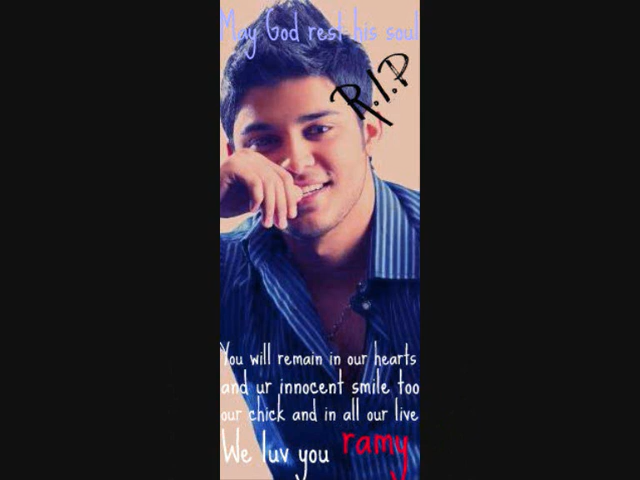 May God rest his soul
R.I.P
You will remain in our hearts
and ur innocent smile too
our chick and in all our live
We luv you ramy